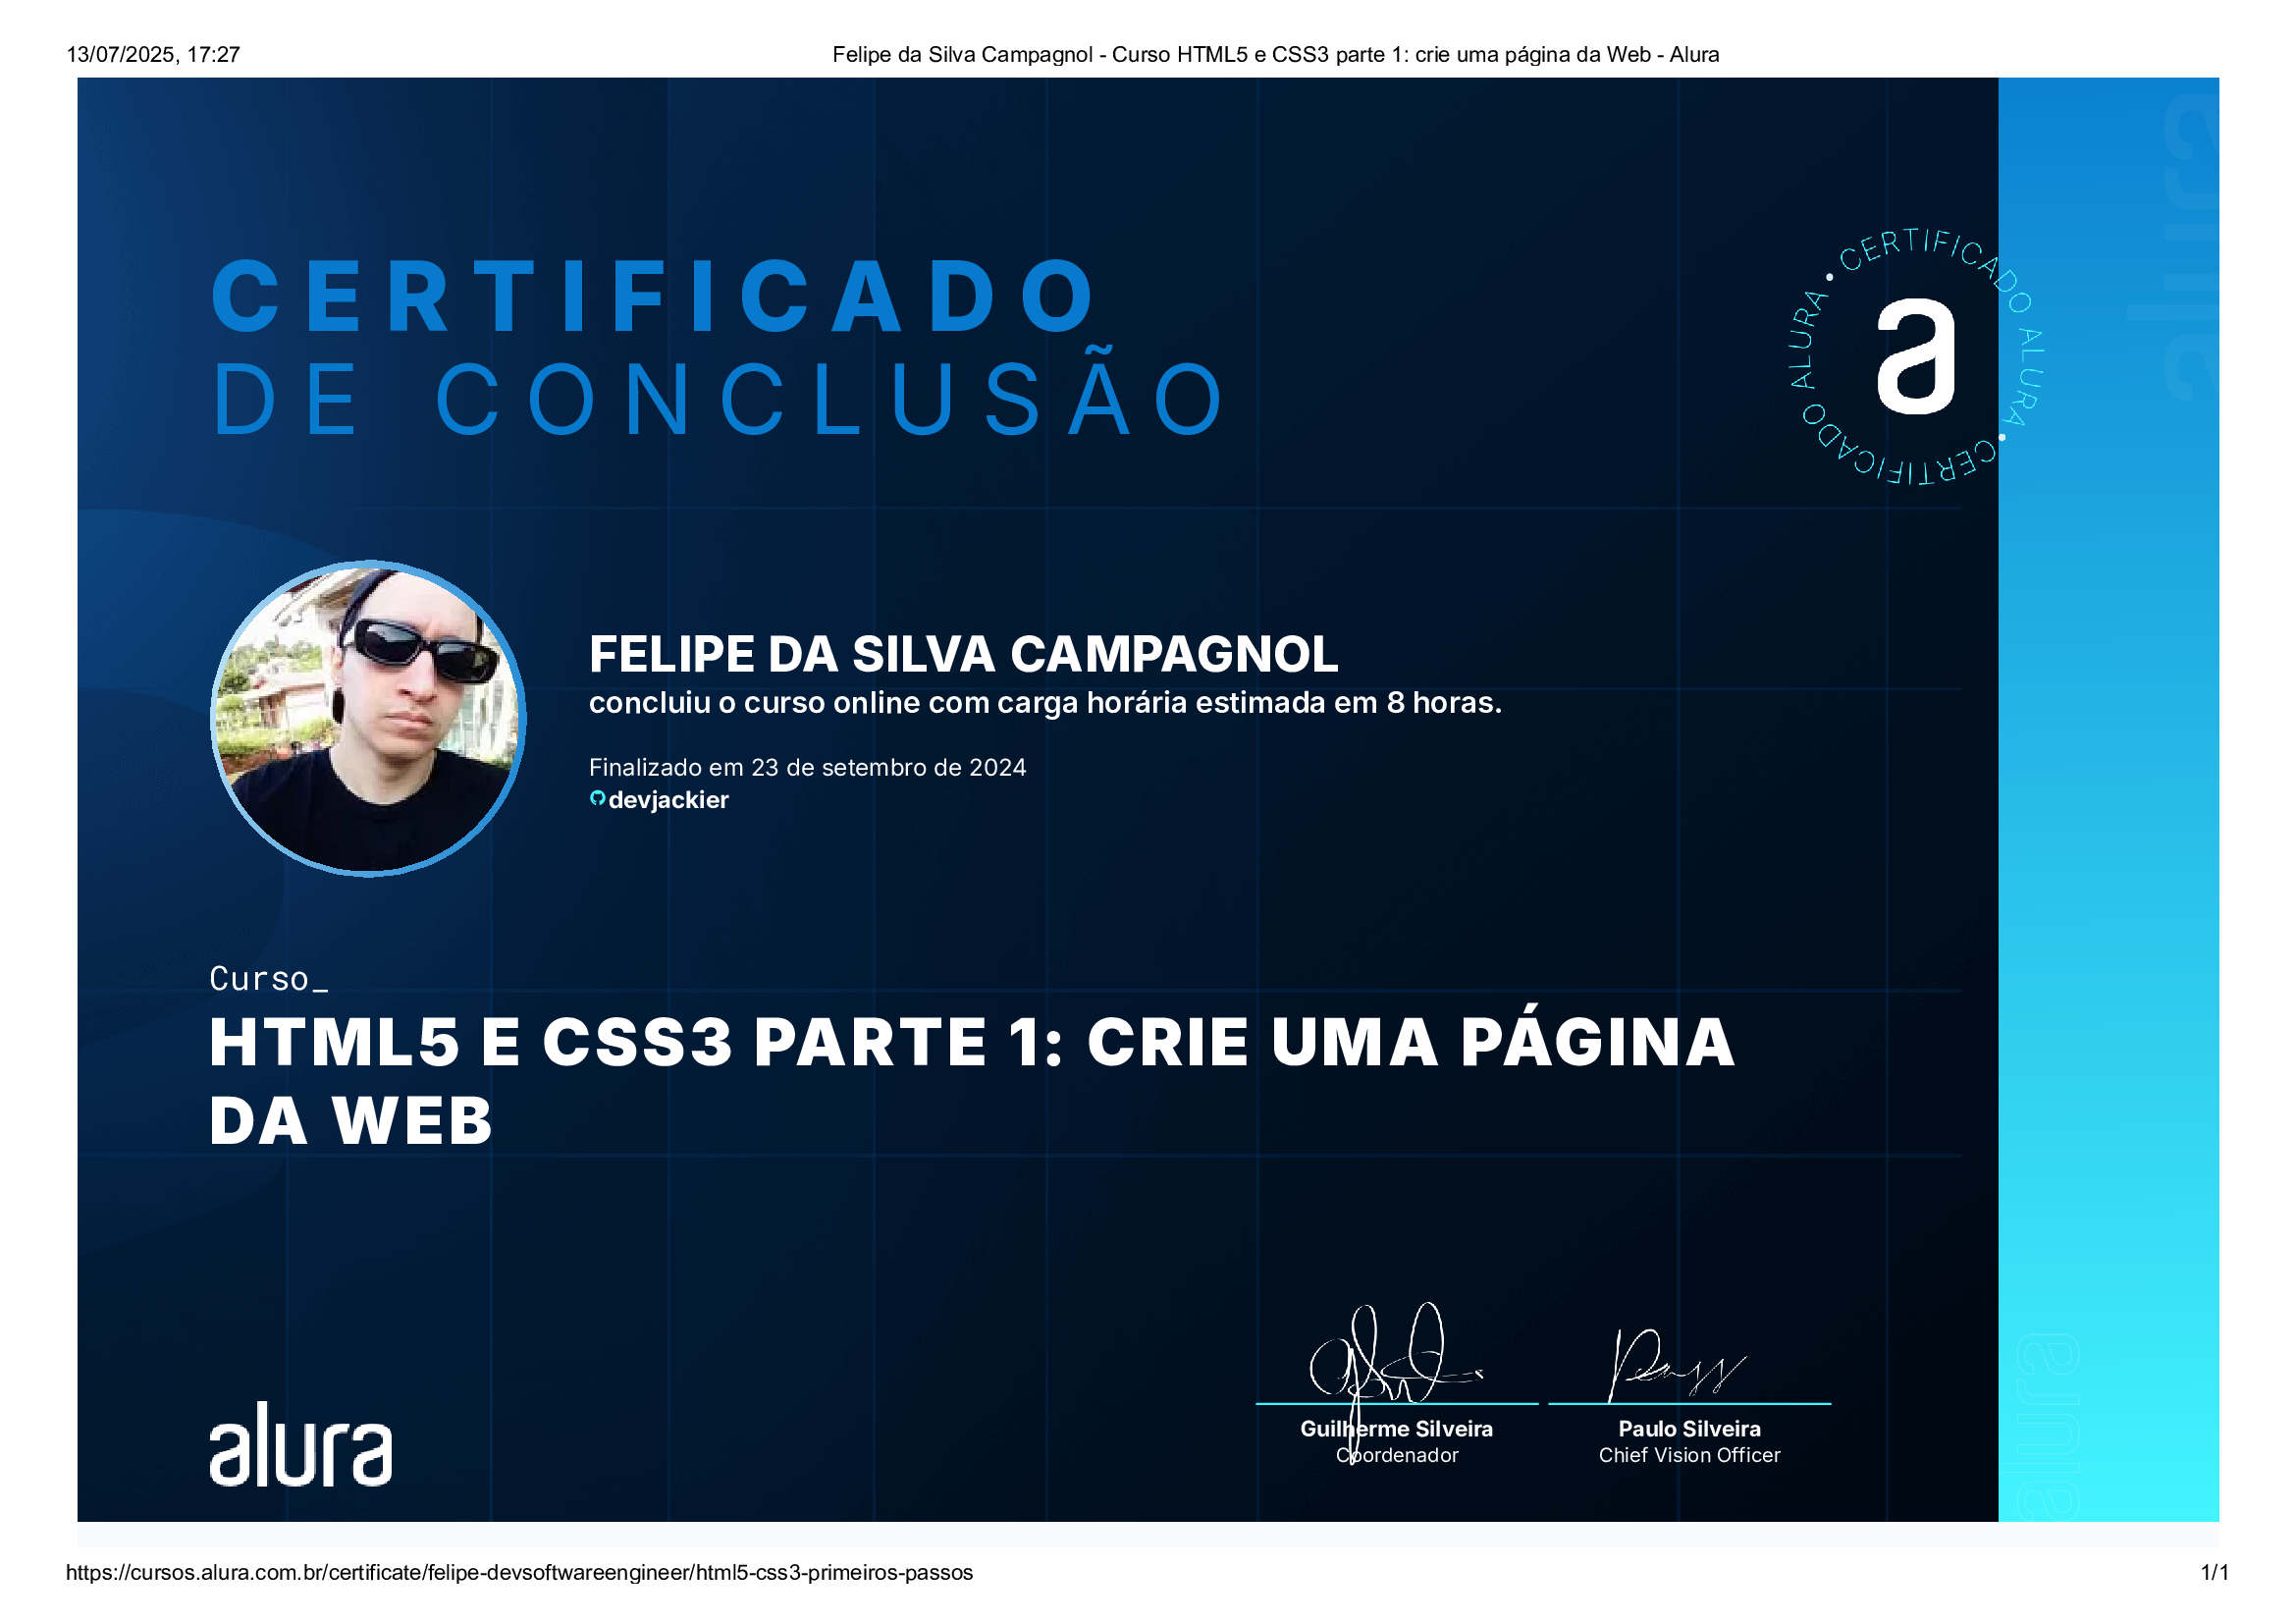 13/07/2025, 17:27
Felipe da Silva Campagnol - Curso HTML5 e CSS3 parte 1: crie uma página da Web - Alura
alura
CERTIFICADO
DE CONCLUSÃO
CERTIFICADO ALURA • CERTIFICADO ALURA •
a
FELIPE DA SILVA CAMPAGNOL
concluiu o curso online com carga horária estimada em 8 horas.
Finalizado em 23 de setembro de 2024
devjackier
Curso_
HTML5 E CSS3 PARTE 1: CRIE UMA PÁGINA
DA WEB
alura
Guilherme Silveira
Coordenador
Paulo Silveira
Chief Vision Officer
alura
https://cursos.alura.com.br/certificate/felipe-devsoftwareengineer/html5-css3-primeiros-passos
1/1